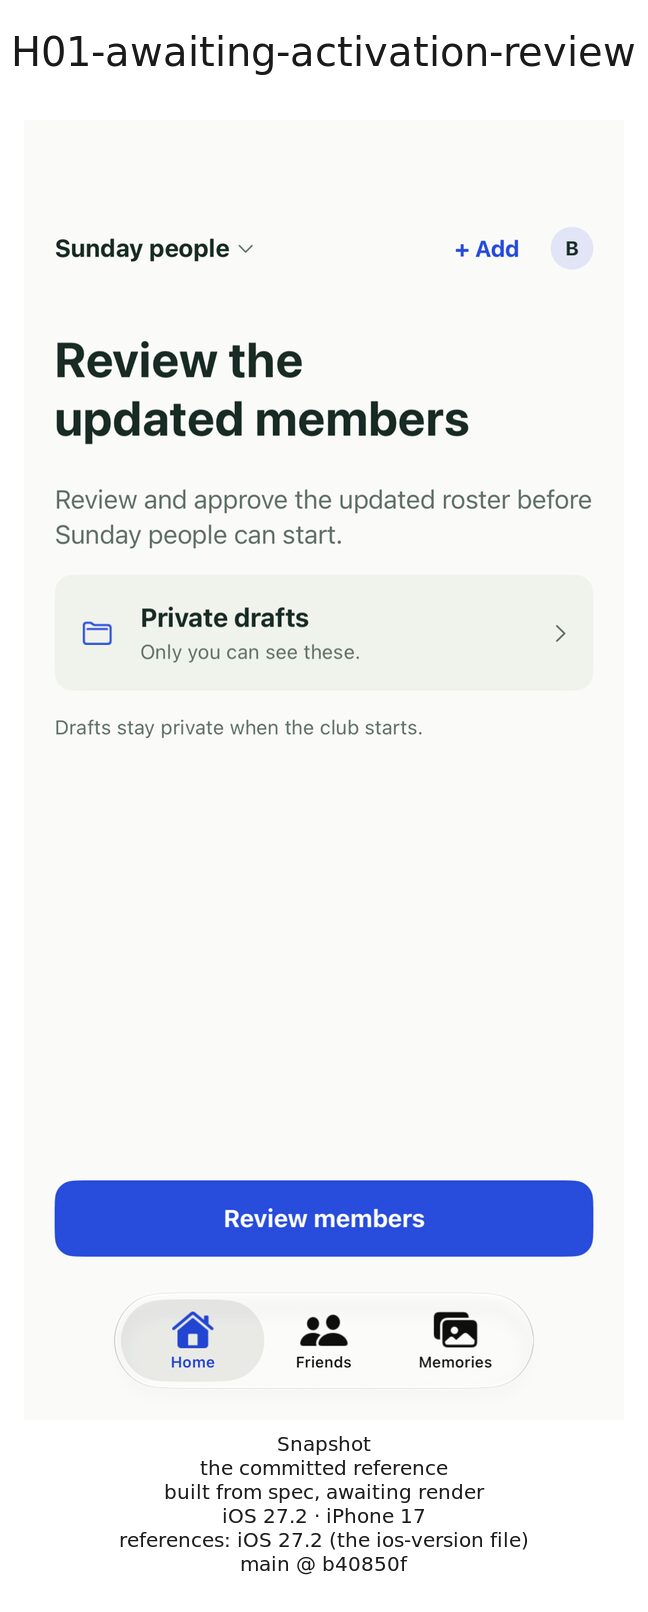 H01-awaiting-activation-review
Sunday people
+ Add
B
Review the
updated members
Review and approve the updated roster before
Sunday people can start.
Private drafts
Only you can see these.
Drafts stay private when the club starts.
Review members
Home
Friends
Memories
Snapshot
the committed reference
built from spec, awaiting render
iOS 27.2 · iPhone 17
references: iOS 27.2 (the ios-version file)
main @ b40850f